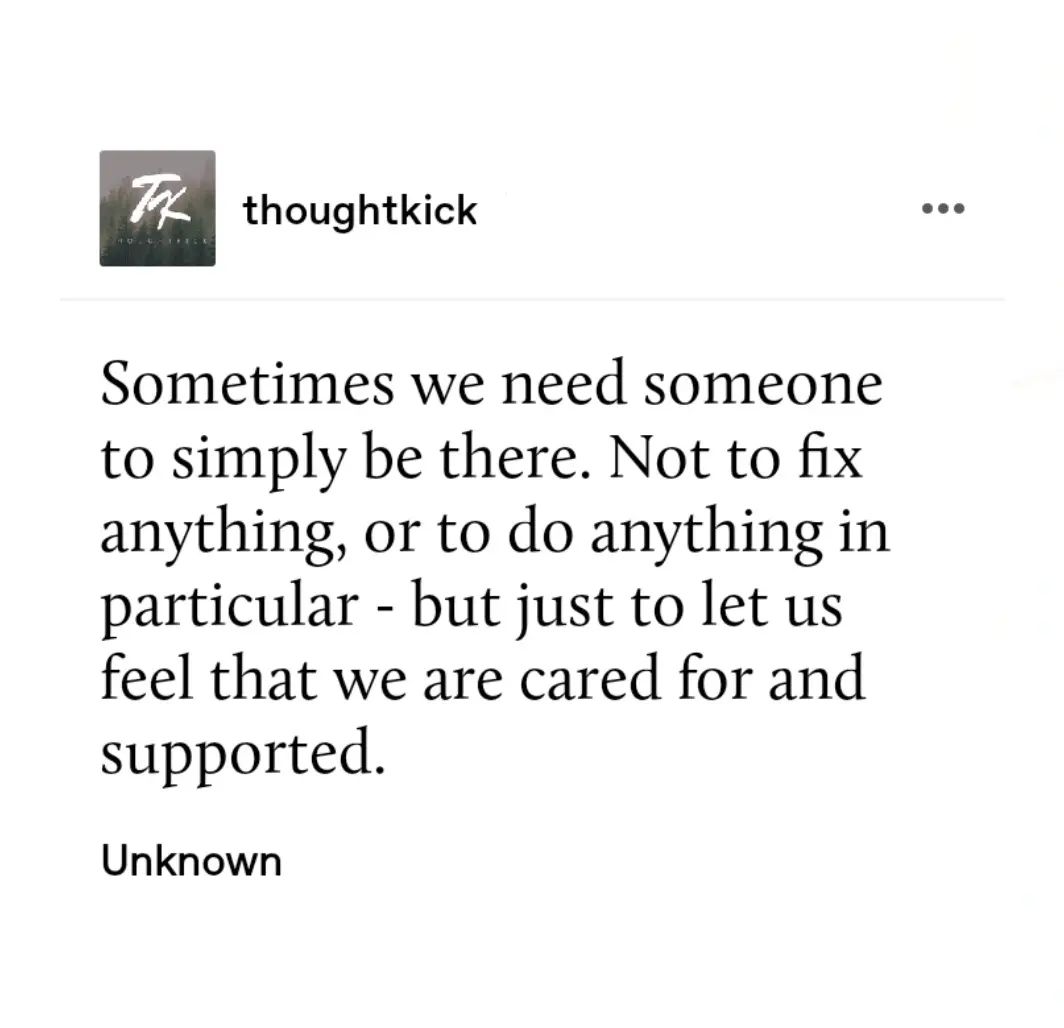 TK
thoughtkick
Sometimes we need someone
to simply be there. Not to fix
anything, or to do anything in
particular - but just to let us
feel that we are cared for and
supported.
Unknown